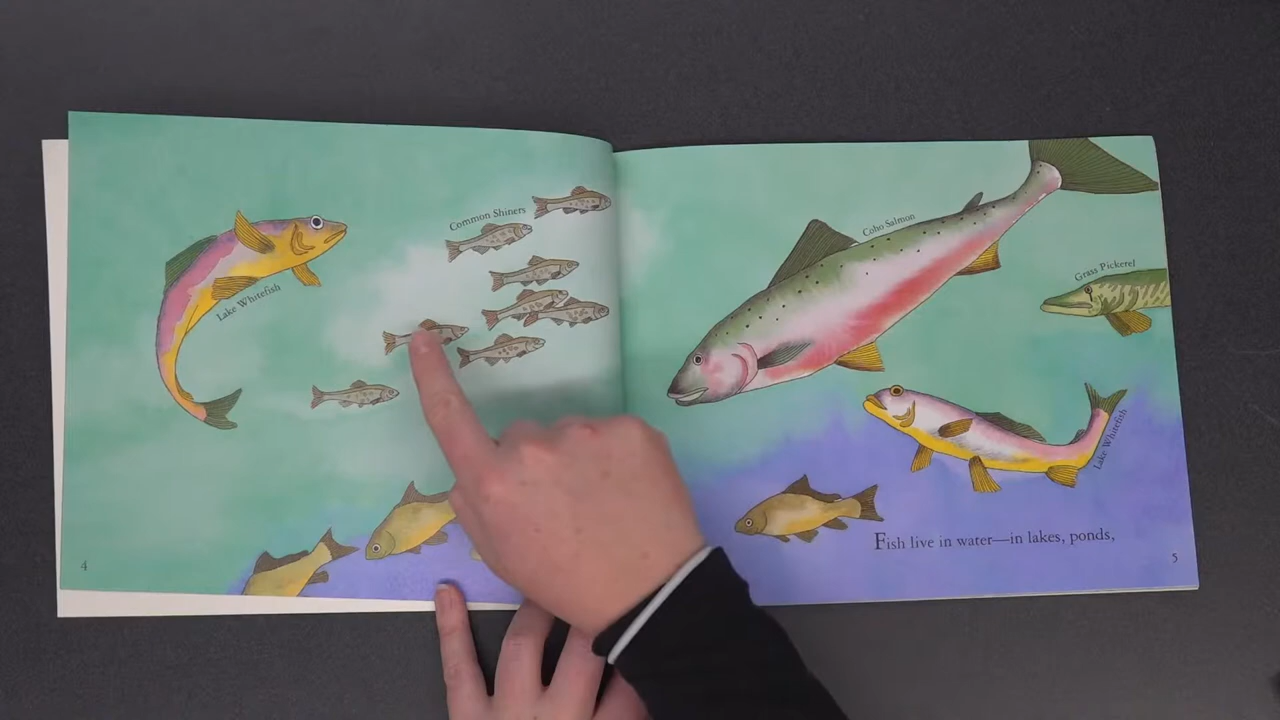 Common Shiners
Lake Whitefish
4
Coho Salmon
Grass Pickerel
Lake Whitefish
Fish live in water—in lakes, ponds,
5